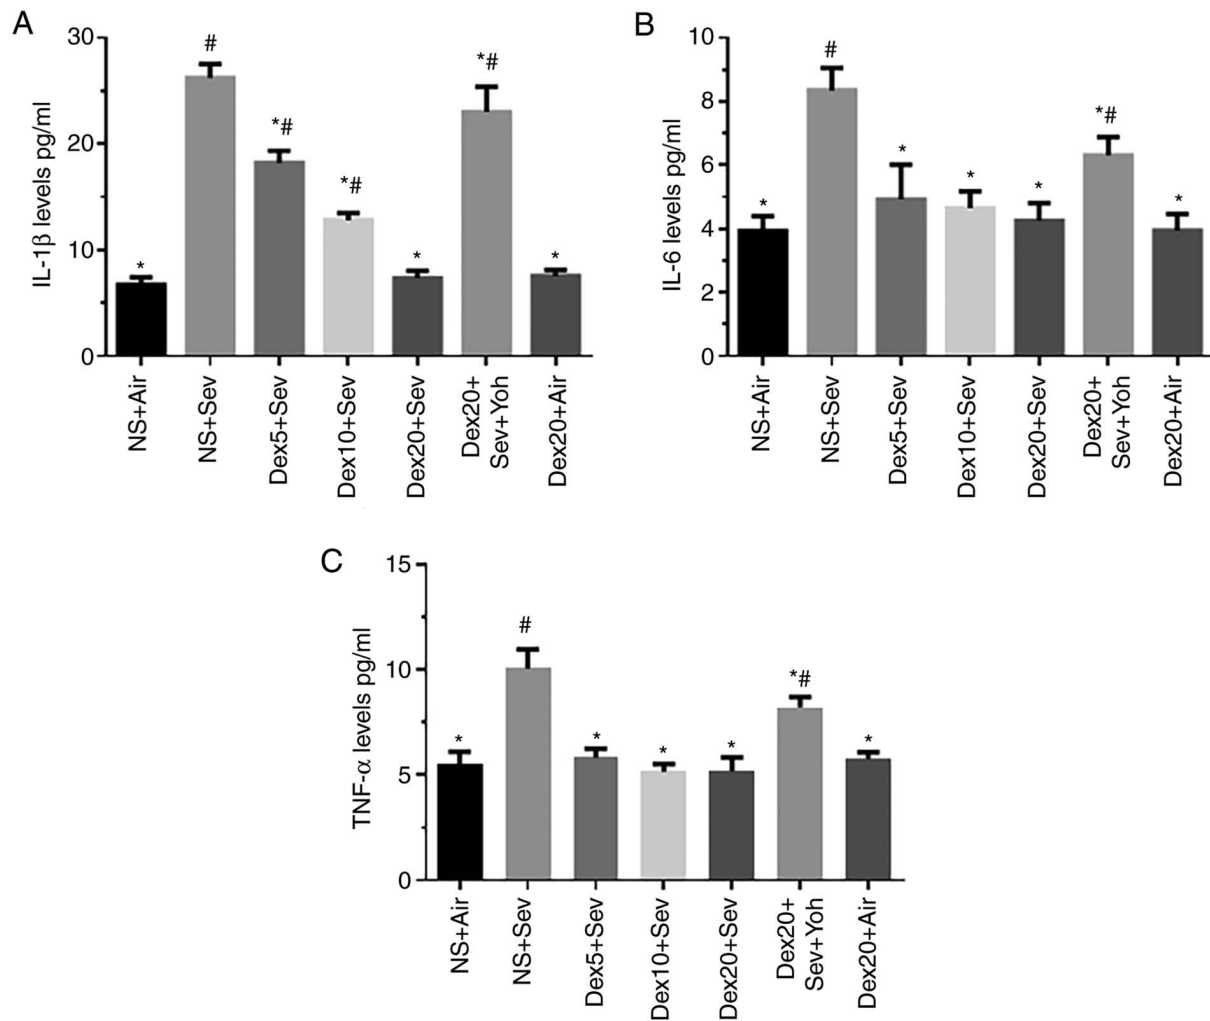 A
IL-1β levels pg/ml
30
20
10
0
#
*#
*#
*#
*
*
*
NS+Air
NS+Sev
Dex5+Sev
Dex10+Sev
Dex20+Sev
Dex20+
Sev+Yoh
Dex20+Air
B
IL-6 levels pg/ml
10
8
6
4
2
0
#
*#
*
*
*
*
*
NS+Air
NS+Sev
Dex5+Sev
Dex10+Sev
Dex20+Sev
Dex20+
Sev+Yoh
Dex20+Air
C
TNF-α levels pg/ml
15
10
5
0
#
*#
*
*
*
*
*
NS+Air
NS+Sev
Dex5+Sev
Dex10+Sev
Dex20+Sev
Dex20+
Sev+Yoh
Dex20+Air